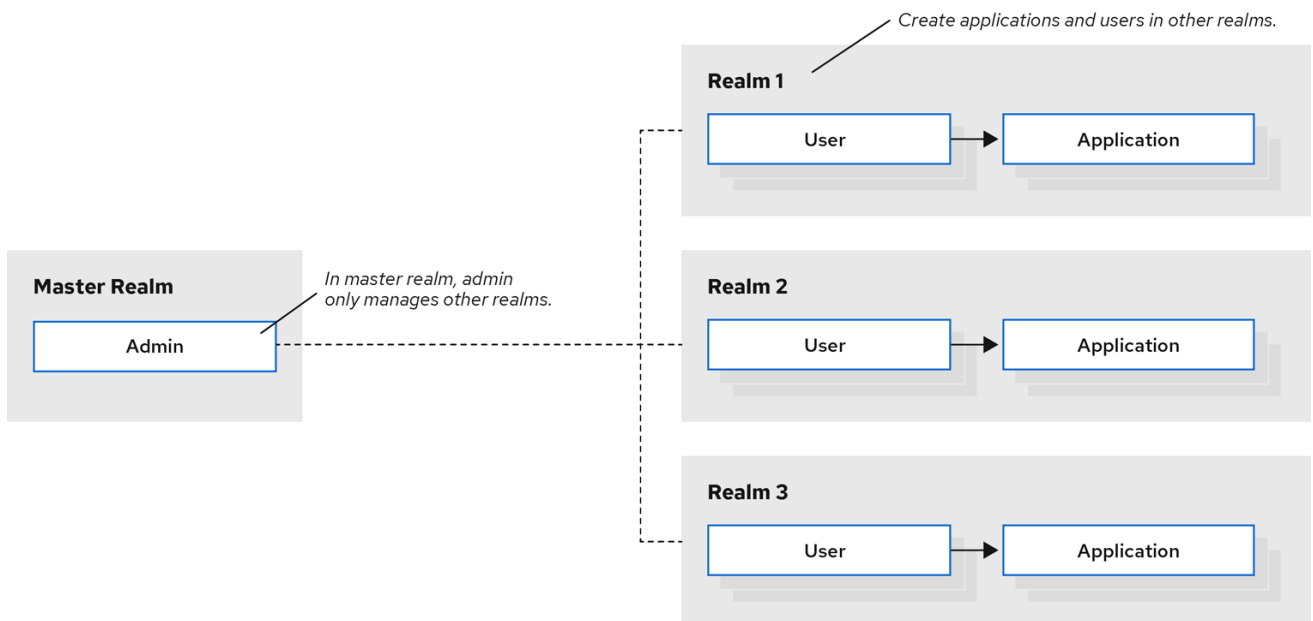 Create applications and users in other realms.
Realm 1
User
Application
Master Realm
In master realm, admin
only manages other realms.
Admin
Realm 2
User
Application
Realm 3
User
Application